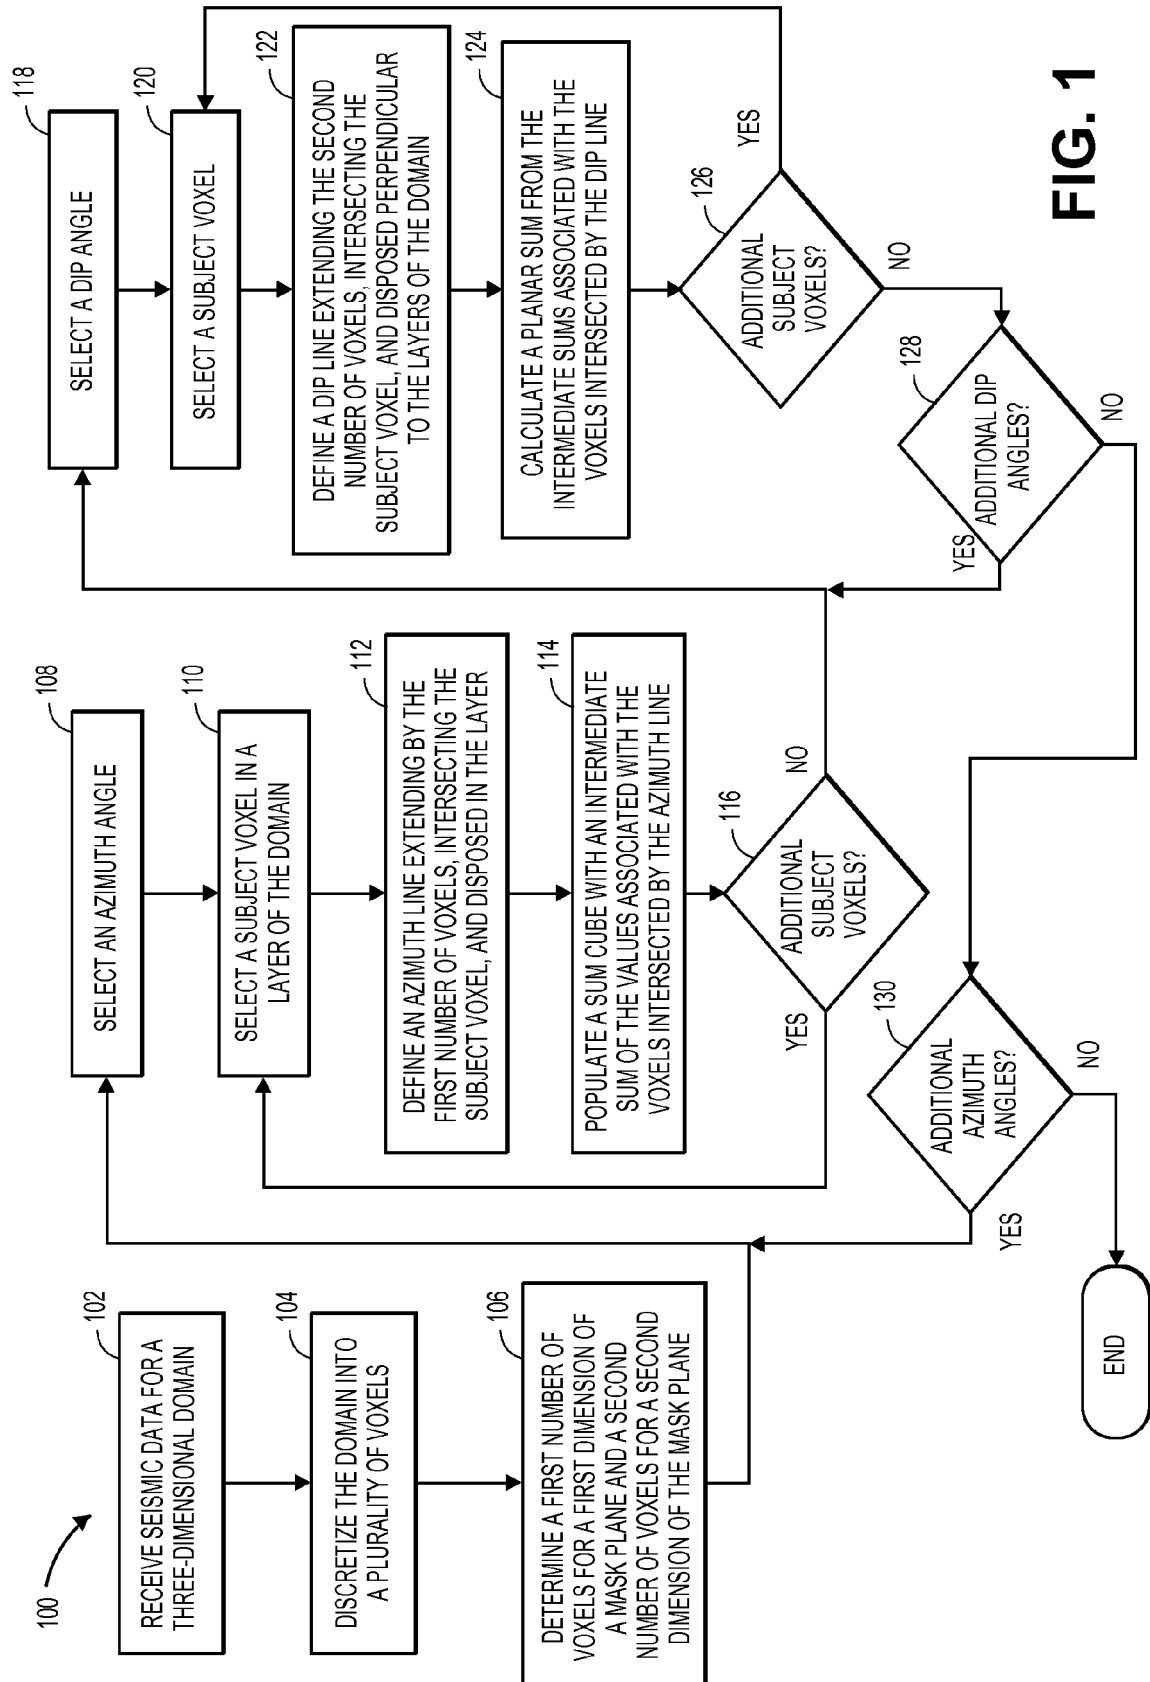 100
102
RECEIVE SEISMIC DATA FOR A
THREE-DIMENSIONAL DOMAIN
104
DISCRETIZE THE DOMAIN INTO
A PLURALITY OF VOXELS
106
DETERMINE A FIRST NUMBER OF
VOXELS FOR A FIRST DIMENSION OF
A MASK PLANE AND A SECOND
NUMBER OF VOXELS FOR A SECOND
DIMENSION OF THE MASK PLANE
108
SELECT AN AZIMUTH ANGLE
110
SELECT A SUBJECT VOXEL IN A
LAYER OF THE DOMAIN
112
DEFINE AN AZIMUTH LINE EXTENDING BY THE
FIRST NUMBER OF VOXELS, INTERSECTING THE
SUBJECT VOXEL, AND DISPOSED IN THE LAYER
114
POPULATE A SUM CUBE WITH AN INTERMEDIATE
SUM OF THE VALUES ASSOCIATED WITH THE
VOXELS INTERSECTED BY THE AZIMUTH LINE
116
ADDITIONAL
SUBJECT
VOXELS?
YES
NO
118
SELECT A DIP ANGLE
120
SELECT A SUBJECT VOXEL
122
DEFINE A DIP LINE EXTENDING THE SECOND
NUMBER OF VOXELS, INTERSECTING THE
SUBJECT VOXEL, AND DISPOSED PERPENDICULAR
TO THE LAYERS OF THE DOMAIN
124
CALCULATE A PLANAR SUM FROM THE
INTERMEDIATE SUMS ASSOCIATED WITH THE
VOXELS INTERSECTED BY THE DIP LINE
126
ADDITIONAL
SUBJECT
VOXELS?
YES
NO
128
ADDITIONAL DIP
ANGLES?
YES
NO
130
ADDITIONAL
AZIMUTH
ANGLES?
YES
NO
END
FIG. 1